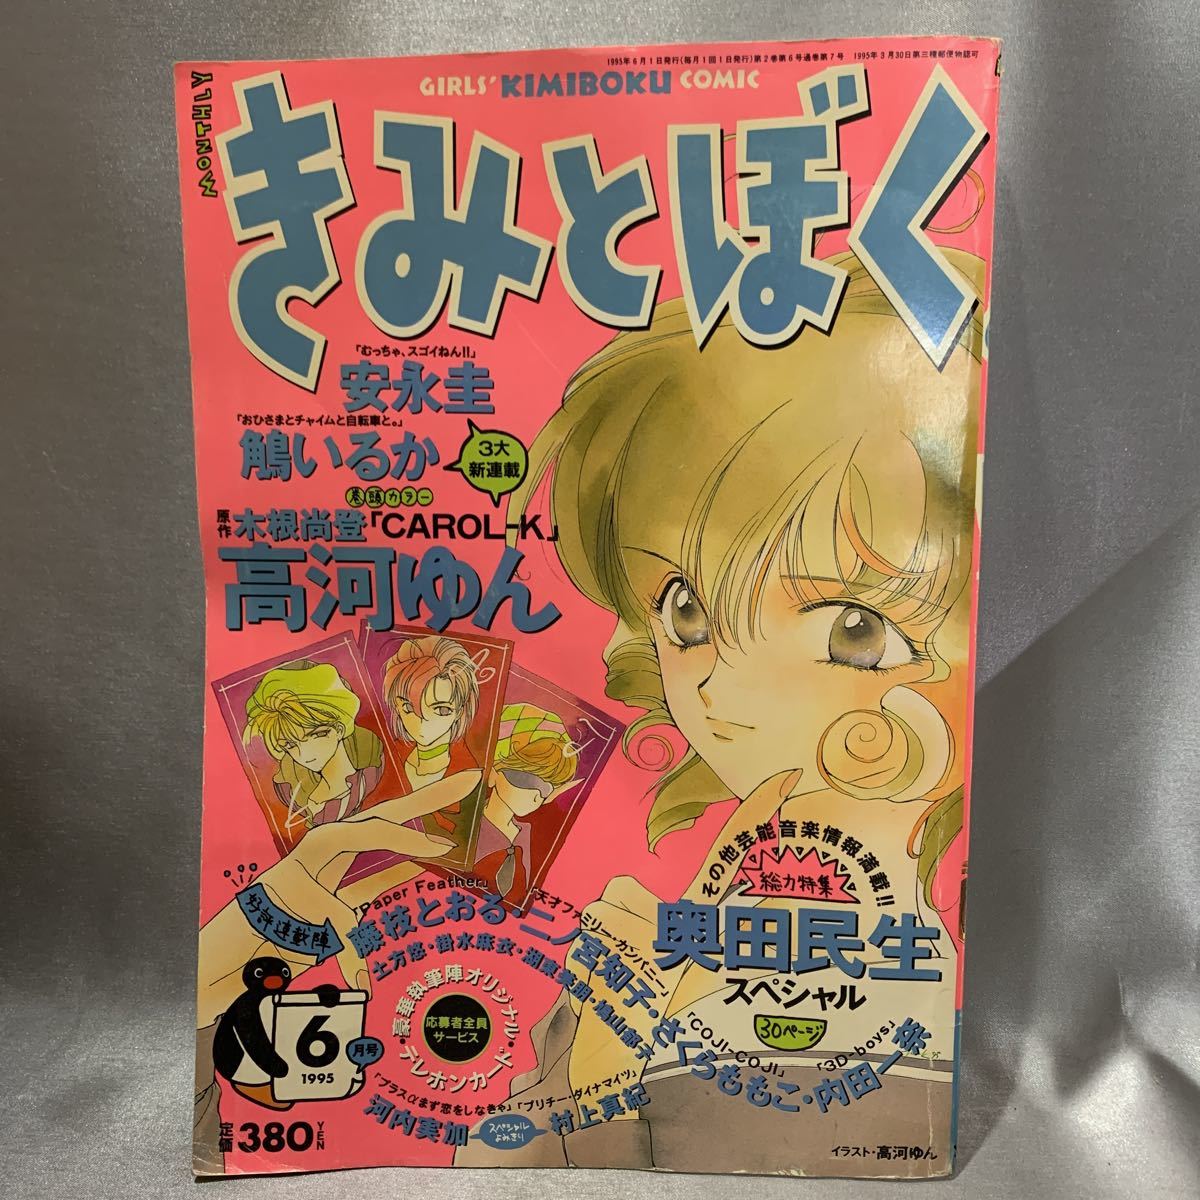 1995年6月1日発行(毎月1回1日発行)第2巻第6号通巻第7号 1995年3月30日第三種郵便物認可
GIRLS' KIMIBOKU COMIC
MONTHLY
きみとぼく
「むっちゃ、スゴイねん!!」
安永圭
「おひさまとチャイムと自転車と。」
鵤いるか
3大
新連載
巻頭カラー
原作 木根尚登「CAROL-K」
高河ゆん
その他芸能音楽情報満載!!
総力特集
奥田民生
スペシャル
30ページ
好評連載陣
「Paper Feather」
「天才ファミリー・カンパニー」
藤枝とおる・二ノ宮知子・さくらももこ・内田一奈
「COJI-COJI」
「3D-boys」
土方悠・掛水麻衣・湖東美朋・鳩山郁子
豪華執筆陣オリジナル・テレホンカード
応募者全員
サービス
6
月号
1995
「プラスαまず恋をしなきゃ」
河内実加
スペシャル
よみきり
「プリチー・ダイナマイツ」
村上真紀
定価380YEN
イラスト・高河ゆん